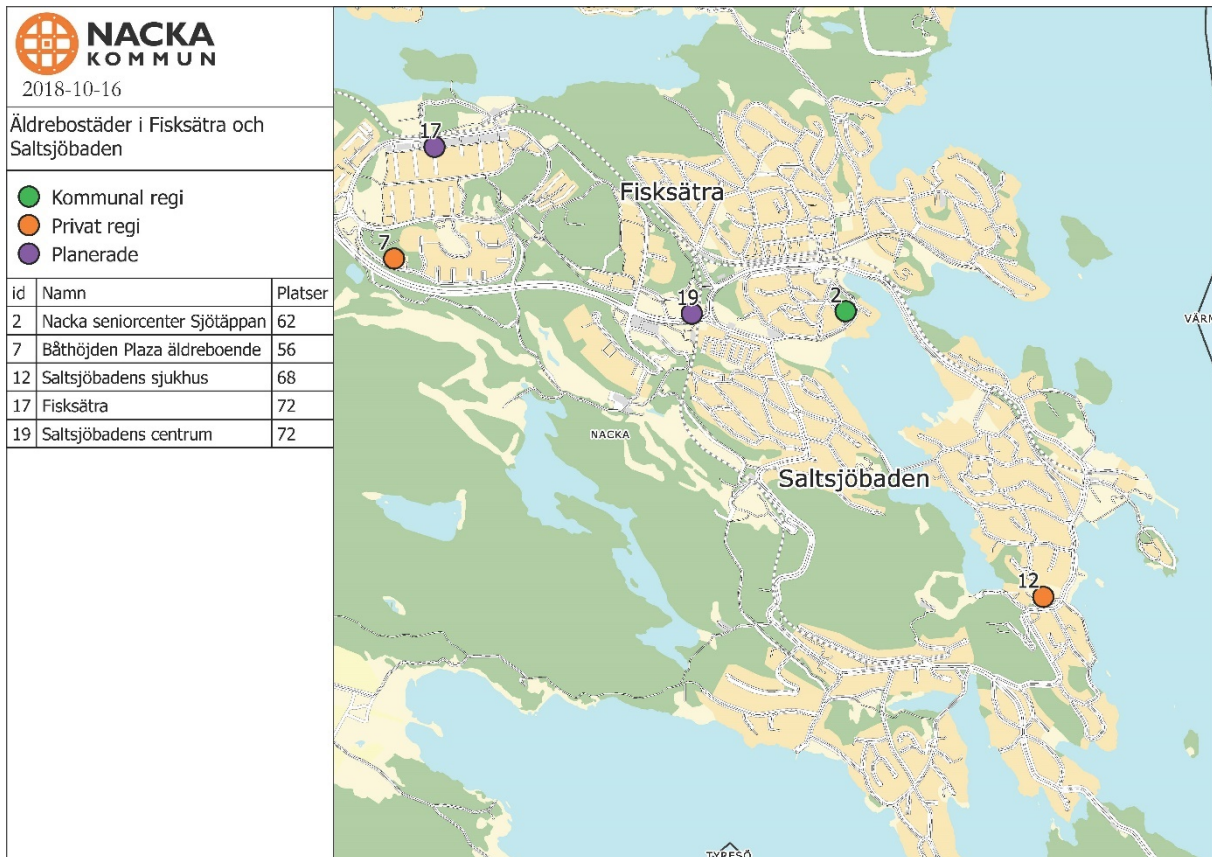 NACKA
KOMMUN
2018-10-16
Äldrebostäder i Fisksätra och
Saltsjöbaden
Kommunal regi
Privat regi
Planerade
id Namn Platser
2 Nacka seniorcenter Sjötäppan 62
7 Båthöjden Plaza äldreboende 56
12 Saltsjöbadens sjukhus 68
17 Fisksätra 72
19 Saltsjöbadens centrum 72
17
Fisksätra
7
19
2
VÄRM
NACKA
Saltsjöbaden
12
TYRESÖ